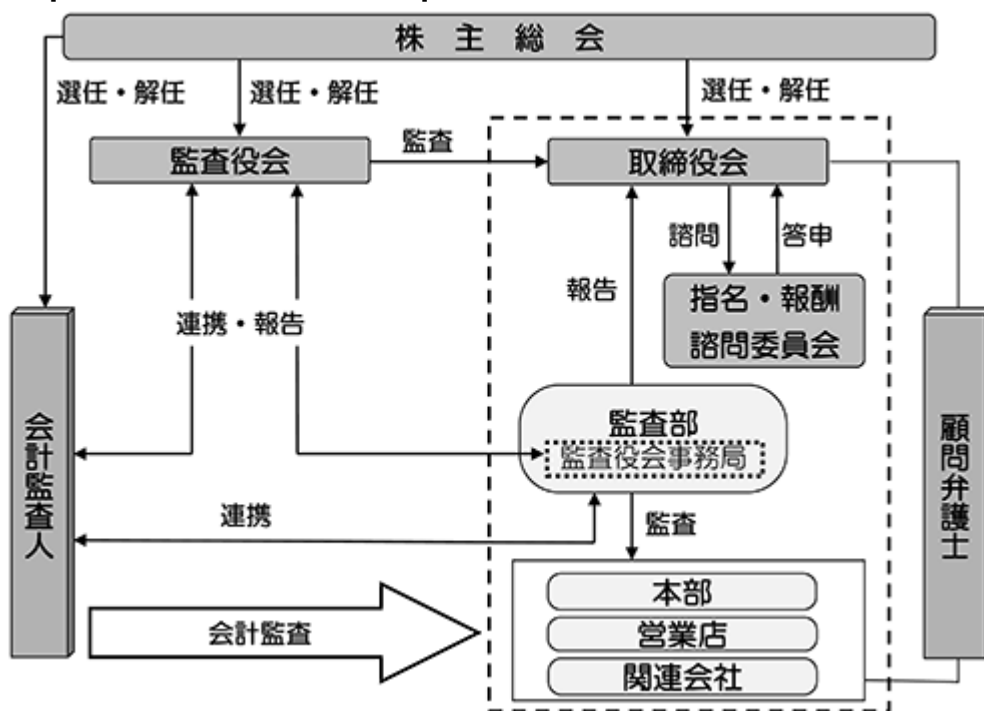 株主総会
選任・解任
選任・解任
選任・解任
監査役会
監査
取締役会
諮問
答申
報告
指名・報酬
諮問委員会
連携・報告
会計監査人
顧問弁護士
監査部
監査役会事務局
連携
監査
会計監査
本部
営業店
関連会社